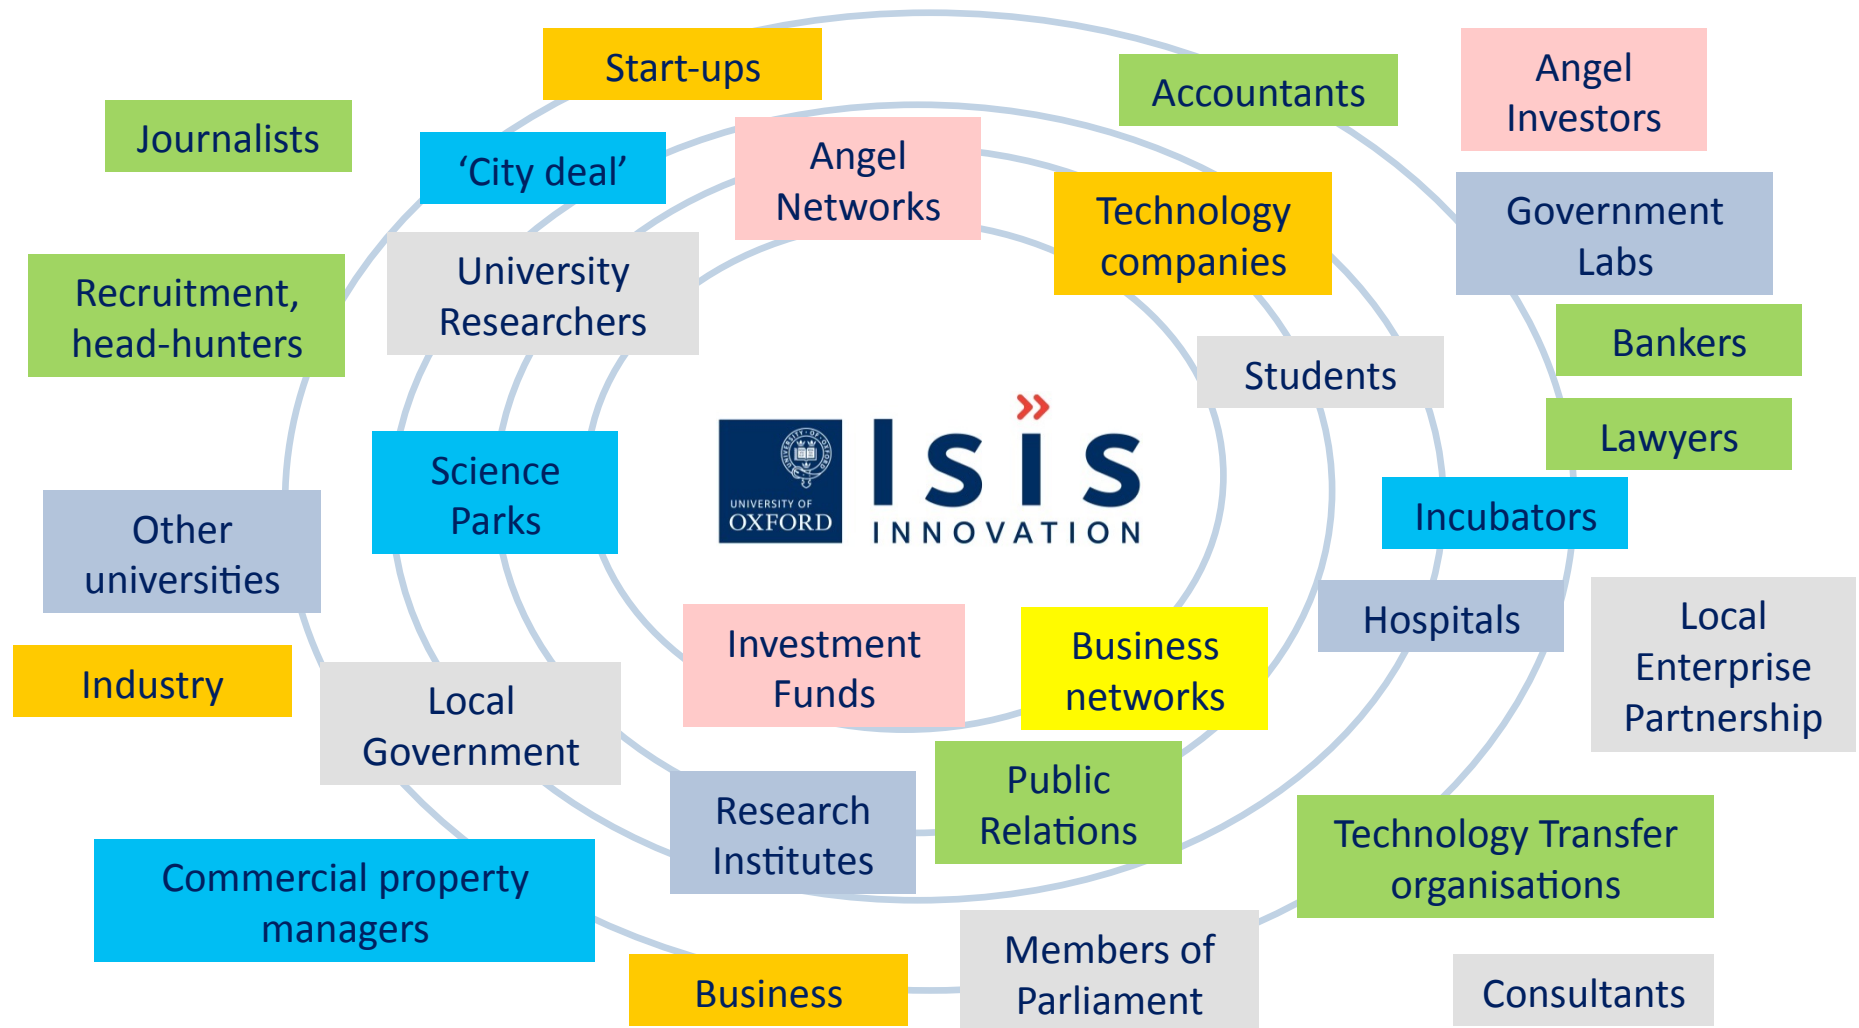 Start-ups
Accountants
Angel
Investors
Journalists
‘City deal’
Angel
Networks
Technology
companies
Government
Labs
University
Researchers
Recruitment,
head-hunters
Bankers
Students
Lawyers
Science
Parks
UNIVERSITY OF
OXFORD
Isis
INNOVATION
Incubators
Other
universities
Hospitals
Local
Enterprise
Partnership
Investment
Funds
Business
networks
Industry
Local
Government
Public
Relations
Research
Institutes
Technology Transfer
organisations
Commercial property
managers
Members of
Parliament
Business
Consultants